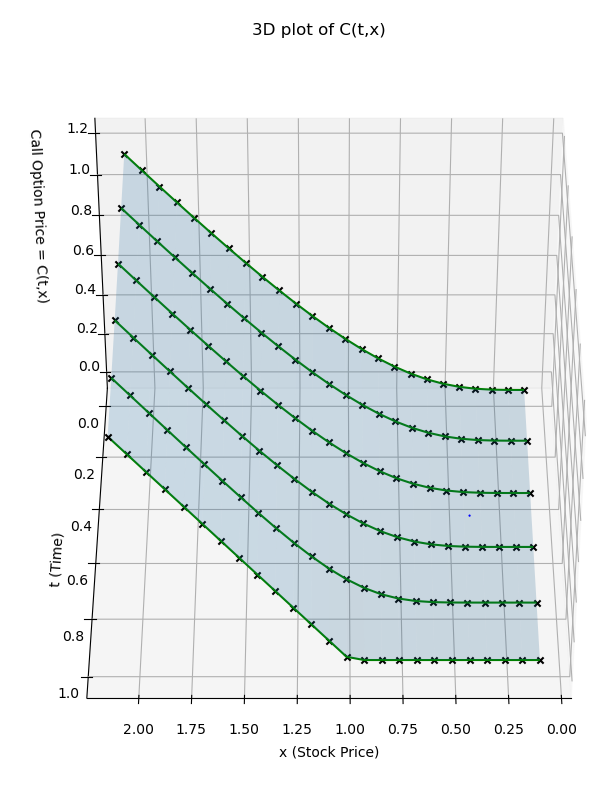 3D plot of C(t,x)
Call Option Price = C(t,x)
1.2
1.0
0.8
0.6
0.4
0.2
0.0
0.0
0.2
0.4
0.6
0.8
1.0
t (Time)
2.00 1.75 1.50 1.25 1.00 0.75 0.50 0.25 0.00
x (Stock Price)